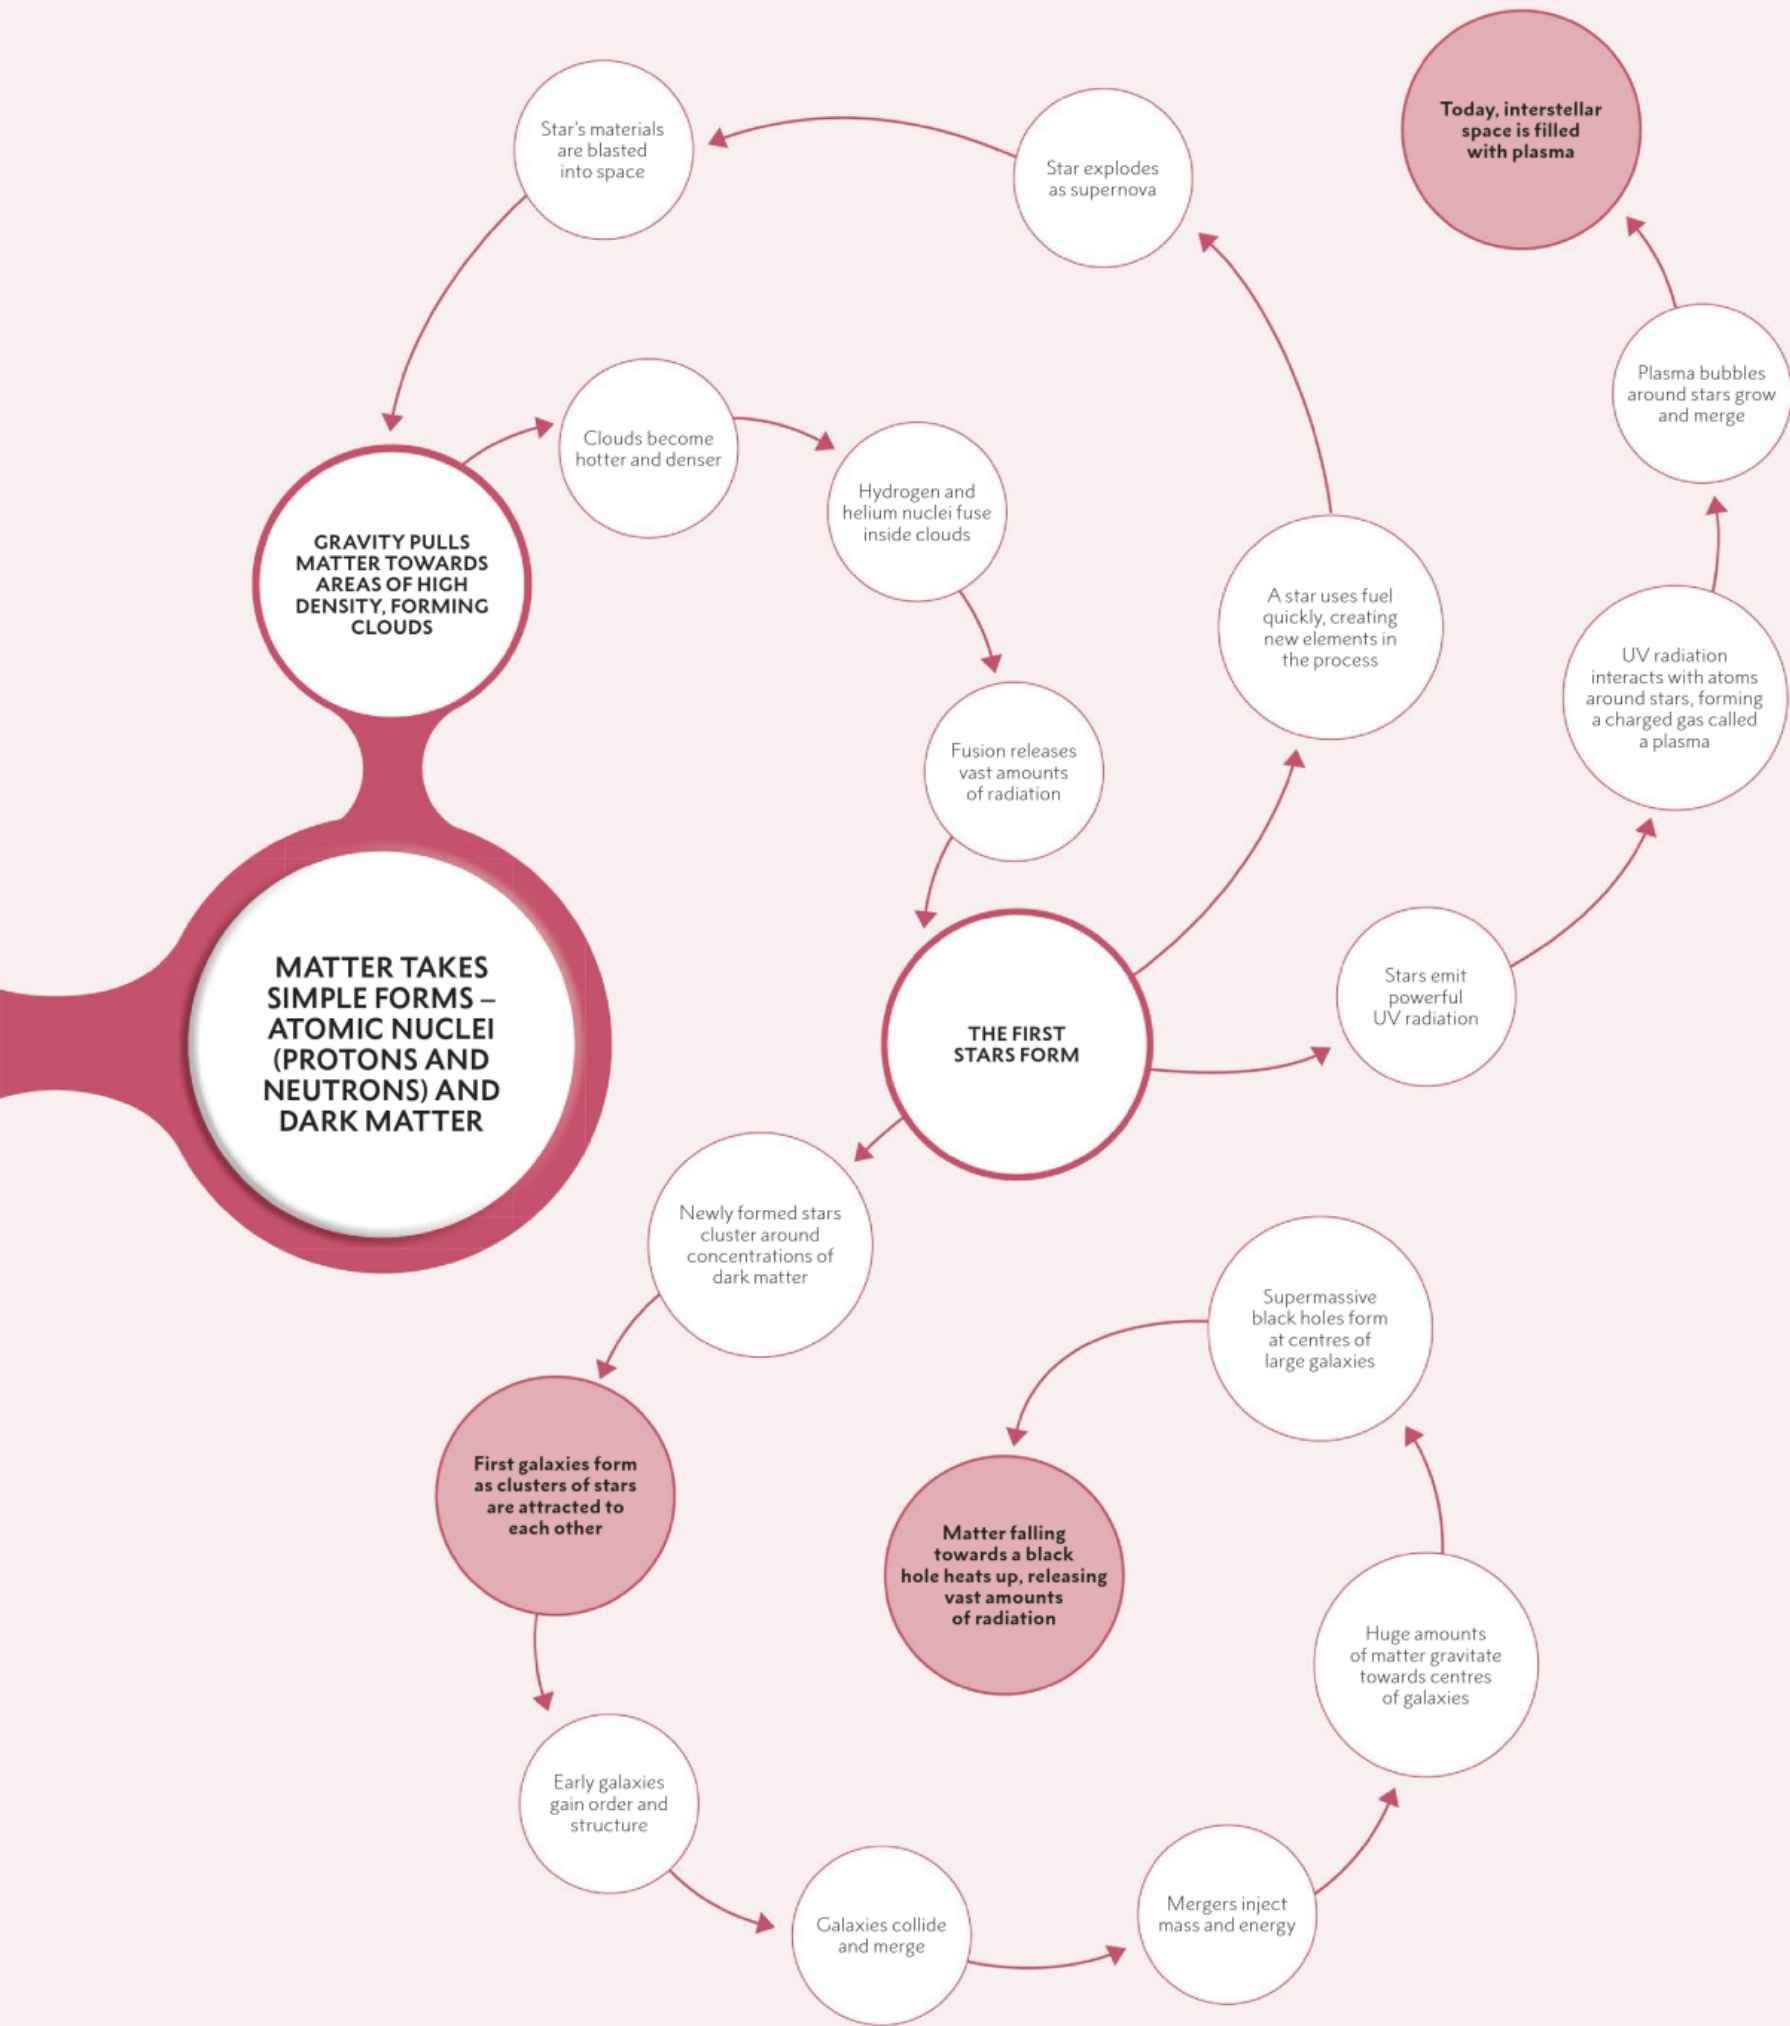 MATTER TAKES
SIMPLE FORMS –
ATOMIC NUCLEI
(PROTONS AND
NEUTRONS) AND
DARK MATTER
GRAVITY PULLS
MATTER TOWARDS
AREAS OF HIGH
DENSITY, FORMING
CLOUDS
Clouds become
hotter and denser
Hydrogen and
helium nuclei fuse
inside clouds
Fusion releases
vast amounts
of radiation
THE FIRST
STARS FORM
A star uses fuel
quickly, creating
new elements in
the process
Star explodes
as supernova
Star's materials
are blasted
into space
Stars emit
powerful
UV radiation
UV radiation
interacts with atoms
around stars, forming
a charged gas called
a plasma
Plasma bubbles
around stars grow
and merge
Today, interstellar
space is filled
with plasma
Newly formed stars
cluster around
concentrations of
dark matter
First galaxies form
as clusters of stars
are attracted to
each other
Early galaxies
gain order and
structure
Galaxies collide
and merge
Mergers inject
mass and energy
Huge amounts
of matter gravitate
towards centres
of galaxies
Supermassive
black holes form
at centres of
large galaxies
Matter falling
towards a black
hole heats up, releasing
vast amounts
of radiation